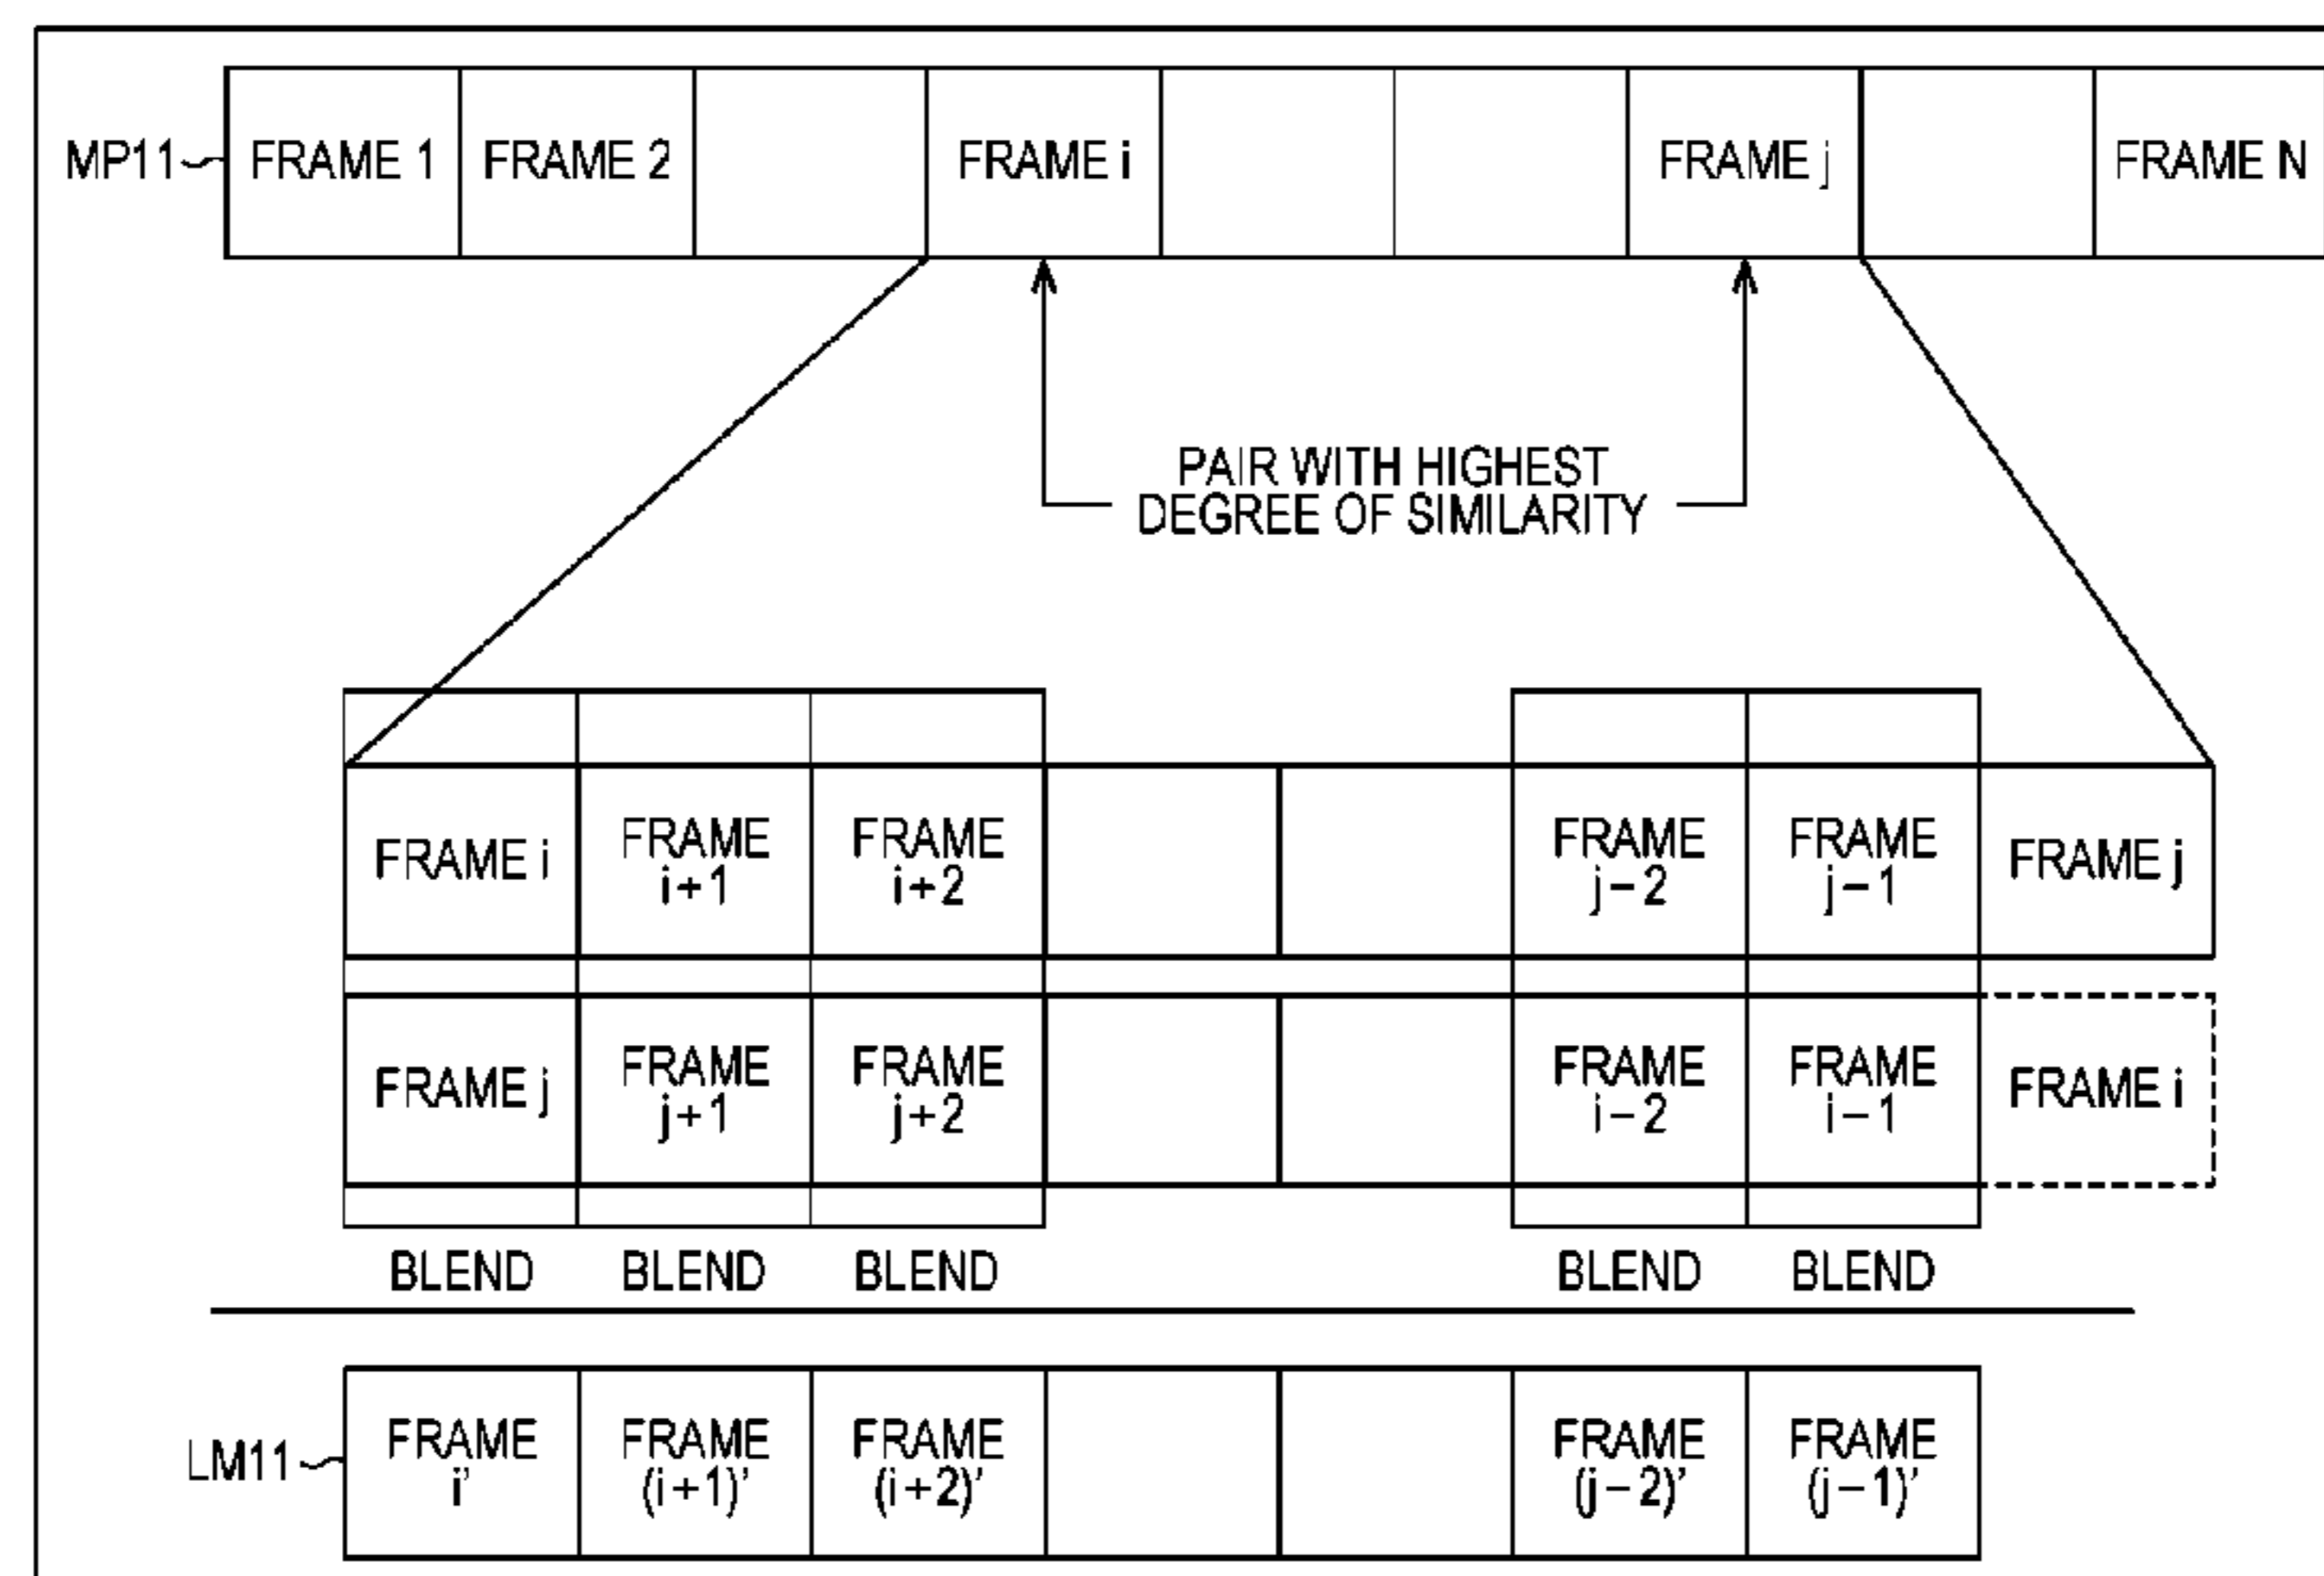 MP11 FRAME 1 FRAME 2 FRAME i FRAME j FRAME N
PAIR WITH HIGHEST
DEGREE OF SIMILARITY
FRAME i
FRAME
i+1
FRAME
i+2
FRAME
j−2
FRAME
j−1
FRAME j
FRAME j
FRAME
j+1
FRAME
j+2
FRAME
i−2
FRAME
i−1
FRAME i
BLEND BLEND BLEND BLEND BLEND
LM11
FRAME
i'
FRAME
(i+1)'
FRAME
(i+2)'
FRAME
(j−2)'
FRAME
(j−1)'